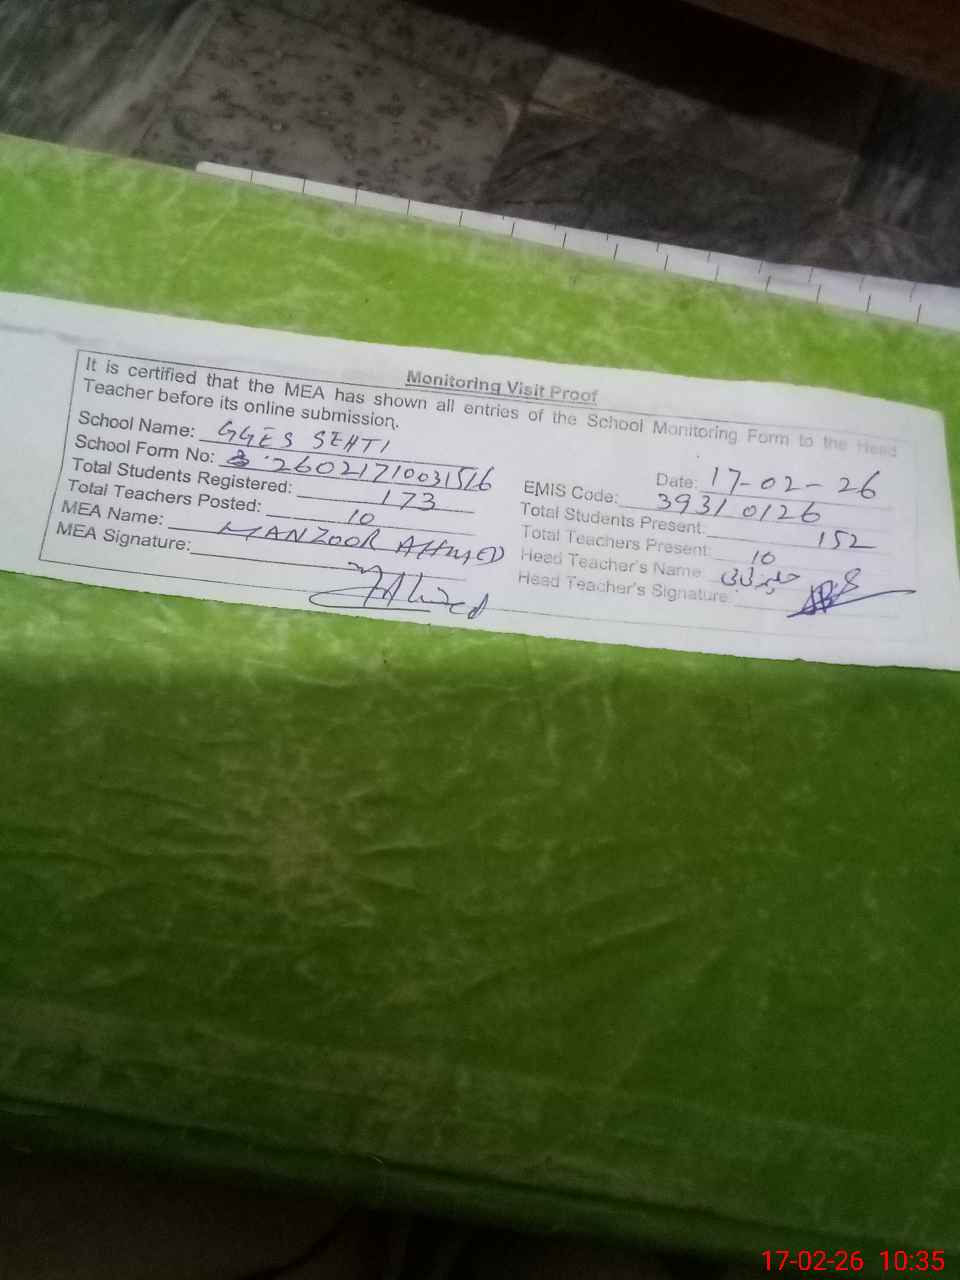 Monitoring Visit Proof
It is certified that the MEA has shown all entries of the School Monitoring Form to the Head
Teacher before its online submission.
School Name: GGES SEHTI
Date: 17-02-26
School Form No: 26021710031516
EMIS Code: 39310126
Total Students Registered: 173
Total Students Present: 152
Total Teachers Posted: 10
Total Teachers Present: 10
MEA Name: MANZOOR AHMED
Head Teacher's Name:
MEA Signature: MAhmed
Head Teacher's Signature:
17-02-26 10:35